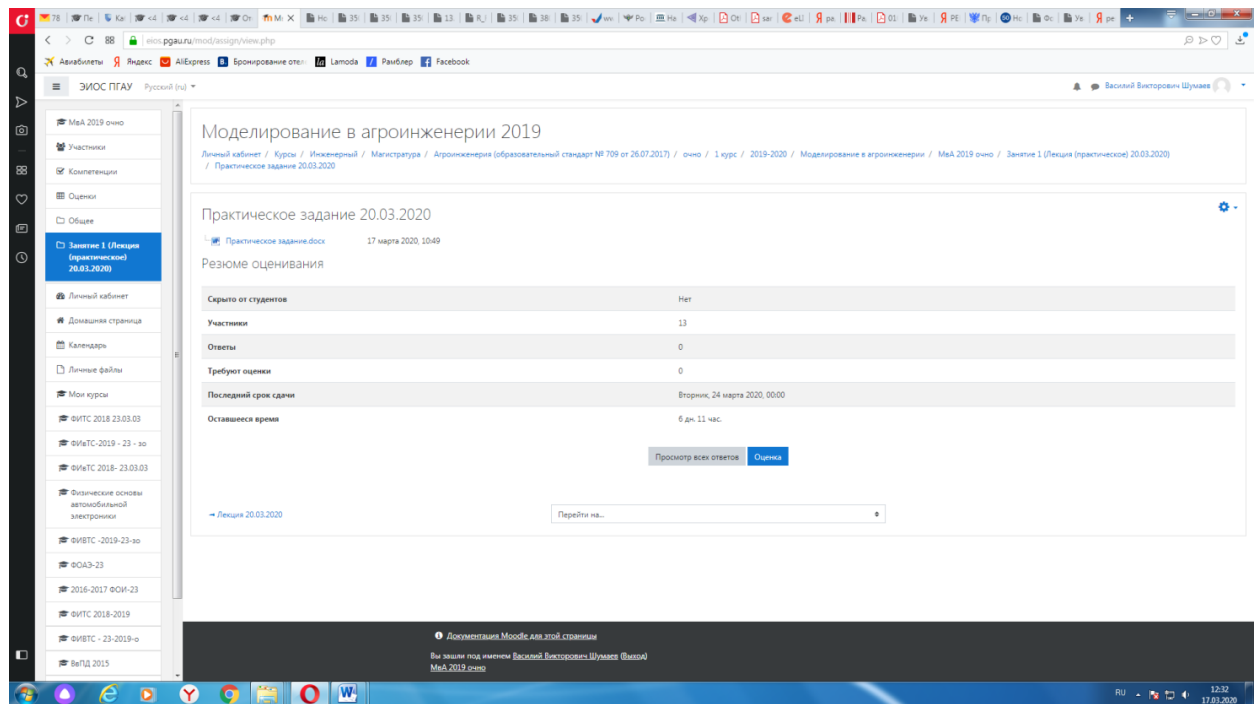 eios.pgau.ru/mod/assign/view.php
Авиабилеты Яндекс AliExpress Бронирование отел Lamoda Рамблер Facebook
ЭИОС ПГАУ Русский (ru)
Василий Викторович Шумаев
МвА 2019 очно
Участники
Компетенции
Оценки
Общее
Занятие 1 (Лекция
(практическое)
20.03.2020)
Личный кабинет
Домашняя страница
Календарь
Личные файлы
Мои курсы
ФИТС 2018 23.03.03
ФИвТС-2019 - 23 - зо
ФИвТС 2018- 23.03.03
Физические основы
автомобильной
электроники
ФИВТС -2019-23-зо
ФОАЭ-23
2016-2017 ФОИ-23
ФИТС 2018-2019
ФИВТС - 23-2019-о
ВвПД 2015
Моделирование в агроинженерии 2019
Личный кабинет / Курсы / Инженерный / Магистратура / Агроинженерия (образовательный стандарт № 709 от 26.07.2017) / очно / 1 курс / 2019-2020 / Моделирование в агроинженерии / МвА 2019 очно / Занятие 1 (Лекция (практическое) 20.03.2020)
/ Практическое задание 20.03.2020
Практическое задание 20.03.2020
Практическое задание.docx 17 марта 2020, 10:49
Резюме оценивания
Скрыто от студентов Нет
Участники 13
Ответы 0
Требуют оценки 0
Последний срок сдачи Вторник, 24 марта 2020, 00:00
Оставшееся время 6 дн. 11 час.
Просмотр всех ответов Оценка
→ Лекция 20.03.2020 Перейти на...
Документация Moodle для этой страницы
Вы зашли под именем Василий Викторович Шумаев (Выход)
МвА 2019 очно
RU 12:32
17.03.2020